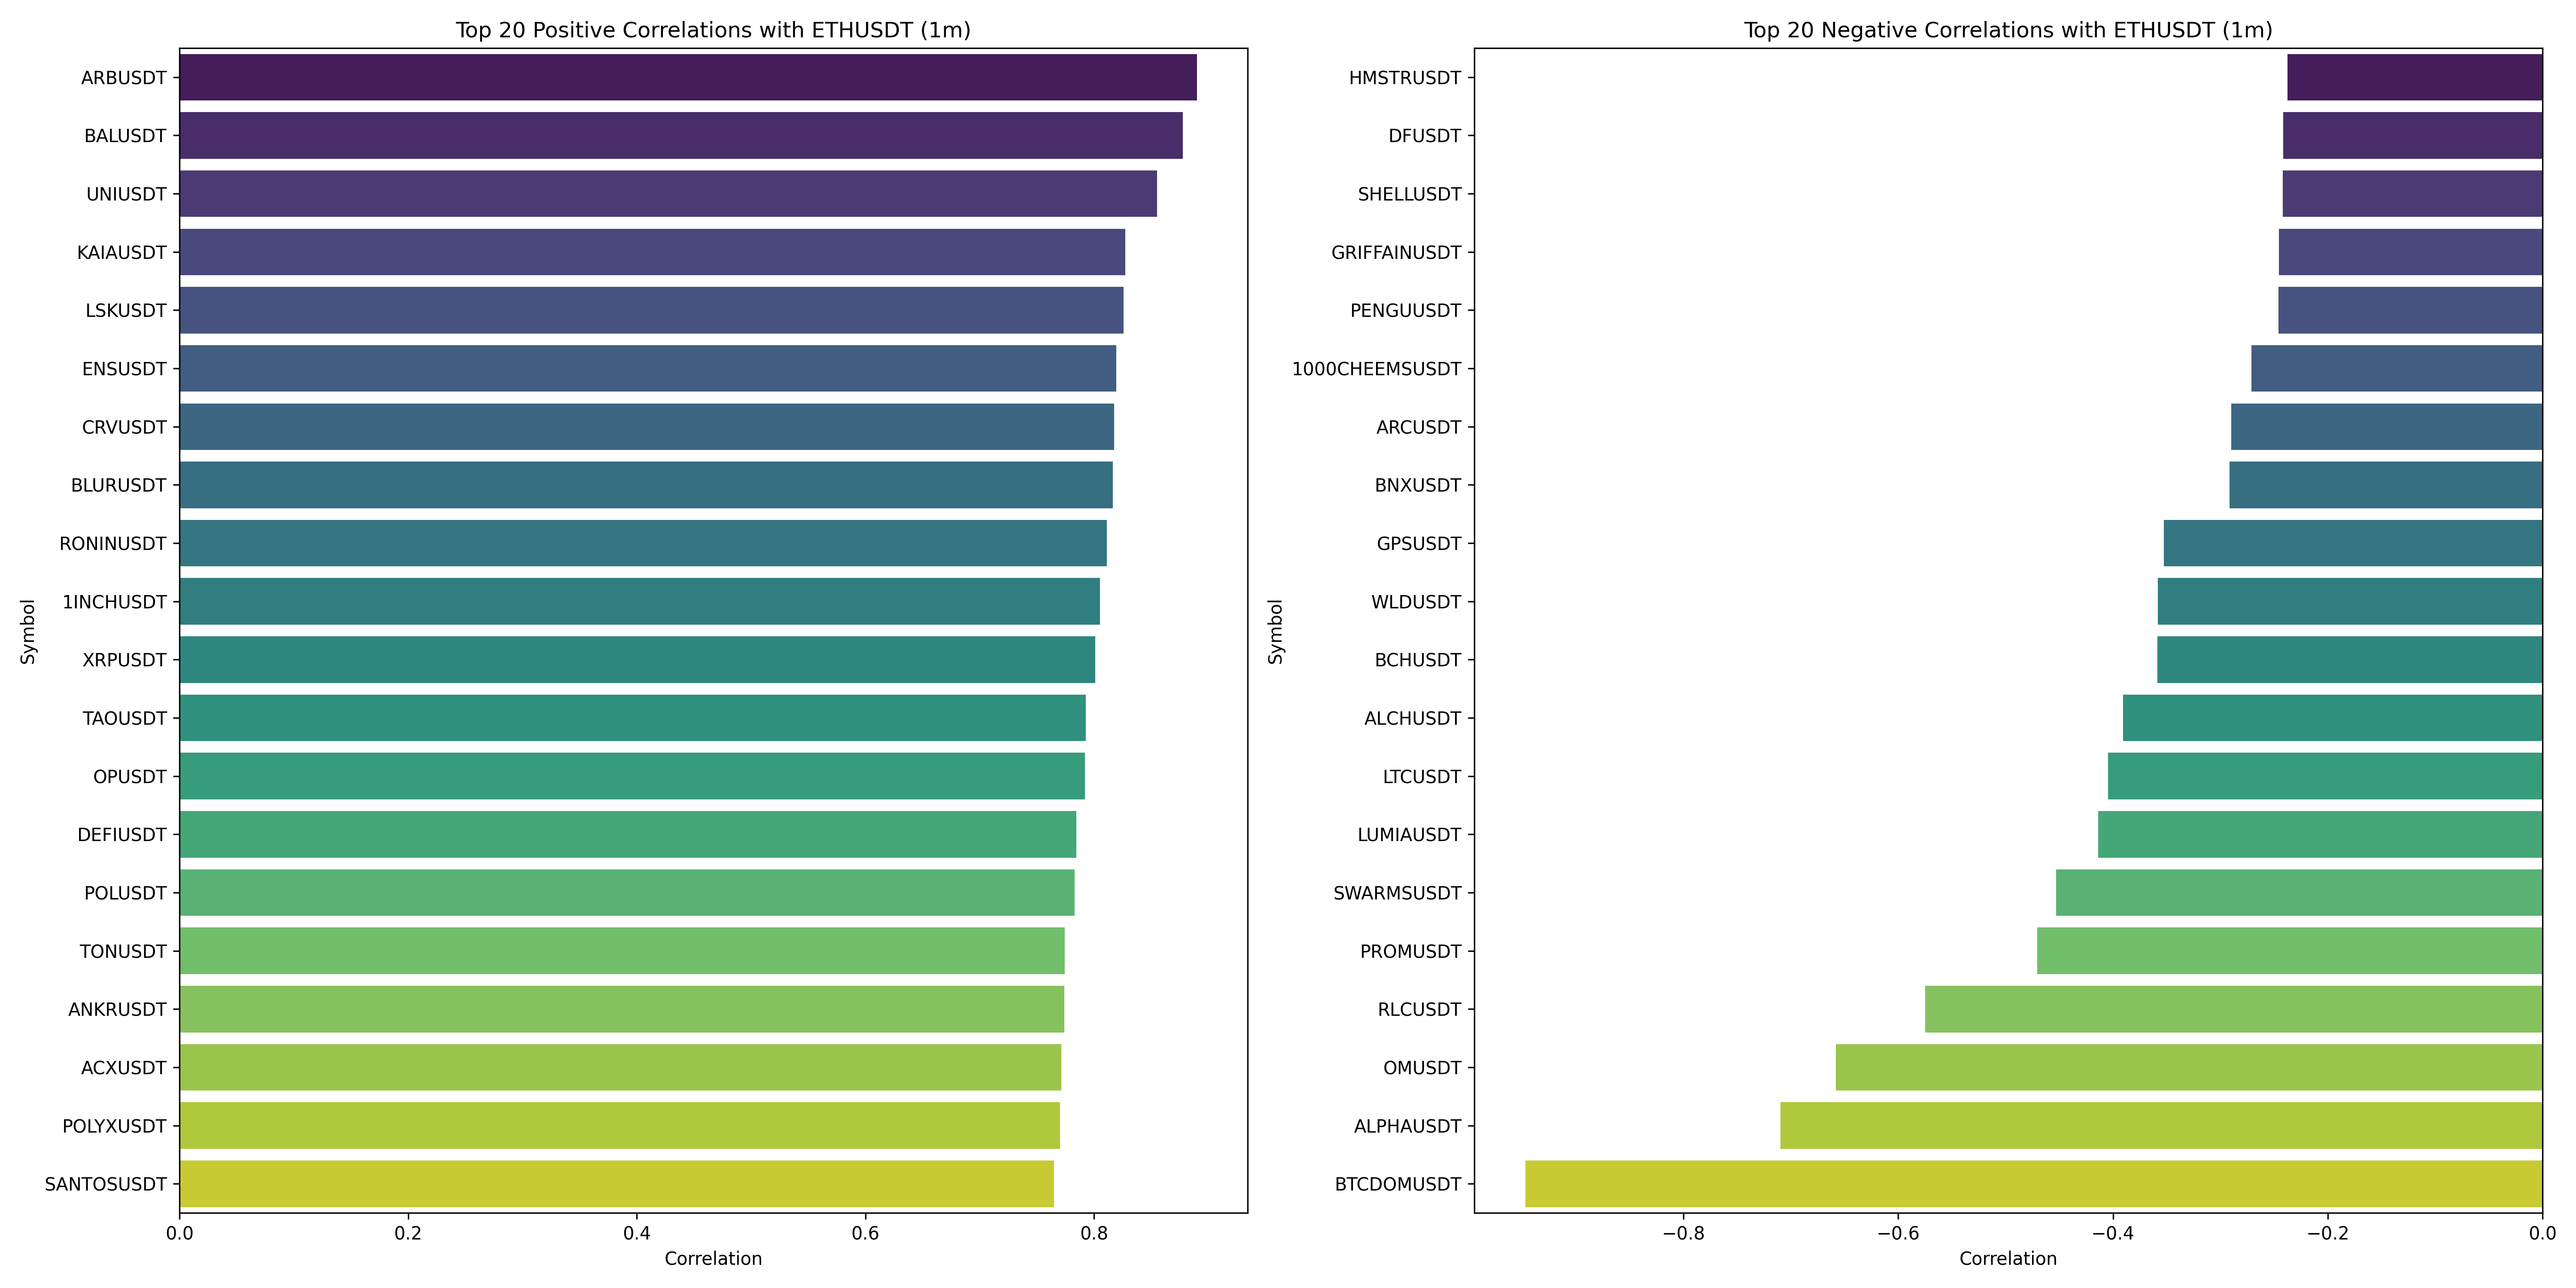 Top 20 Positive Correlations with ETHUSDT (1m)
Symbol
ARBUSDT
BALUSDT
UNIUSDT
KAIAUSDT
LSKUSDT
ENSUSDT
CRVUSDT
BLURUSDT
RONINUSDT
1INCHUSDT
XRPUSDT
TAOUSDT
OPUSDT
DEFIUSDT
POLUSDT
TONUSDT
ANKRUSDT
ACXUSDT
POLYXUSDT
SANTOSUSDT
0.0 0.2 0.4 0.6 0.8
Correlation
Top 20 Negative Correlations with ETHUSDT (1m)
Symbol
HMSTRUSDT
DFUSDT
SHELLUSDT
GRIFFAINUSDT
PENGUUSDT
1000CHEEMSUSDT
ARCUSDT
BNXUSDT
GPSUSDT
WLDUSDT
BCHUSDT
ALCHUSDT
LTCUSDT
LUMIAUSDT
SWARMSUSDT
PROMUSDT
RLCUSDT
OMUSDT
ALPHAUSDT
BTCDOMUSDT
−0.8 −0.6 −0.4 −0.2 0.0
Correlation